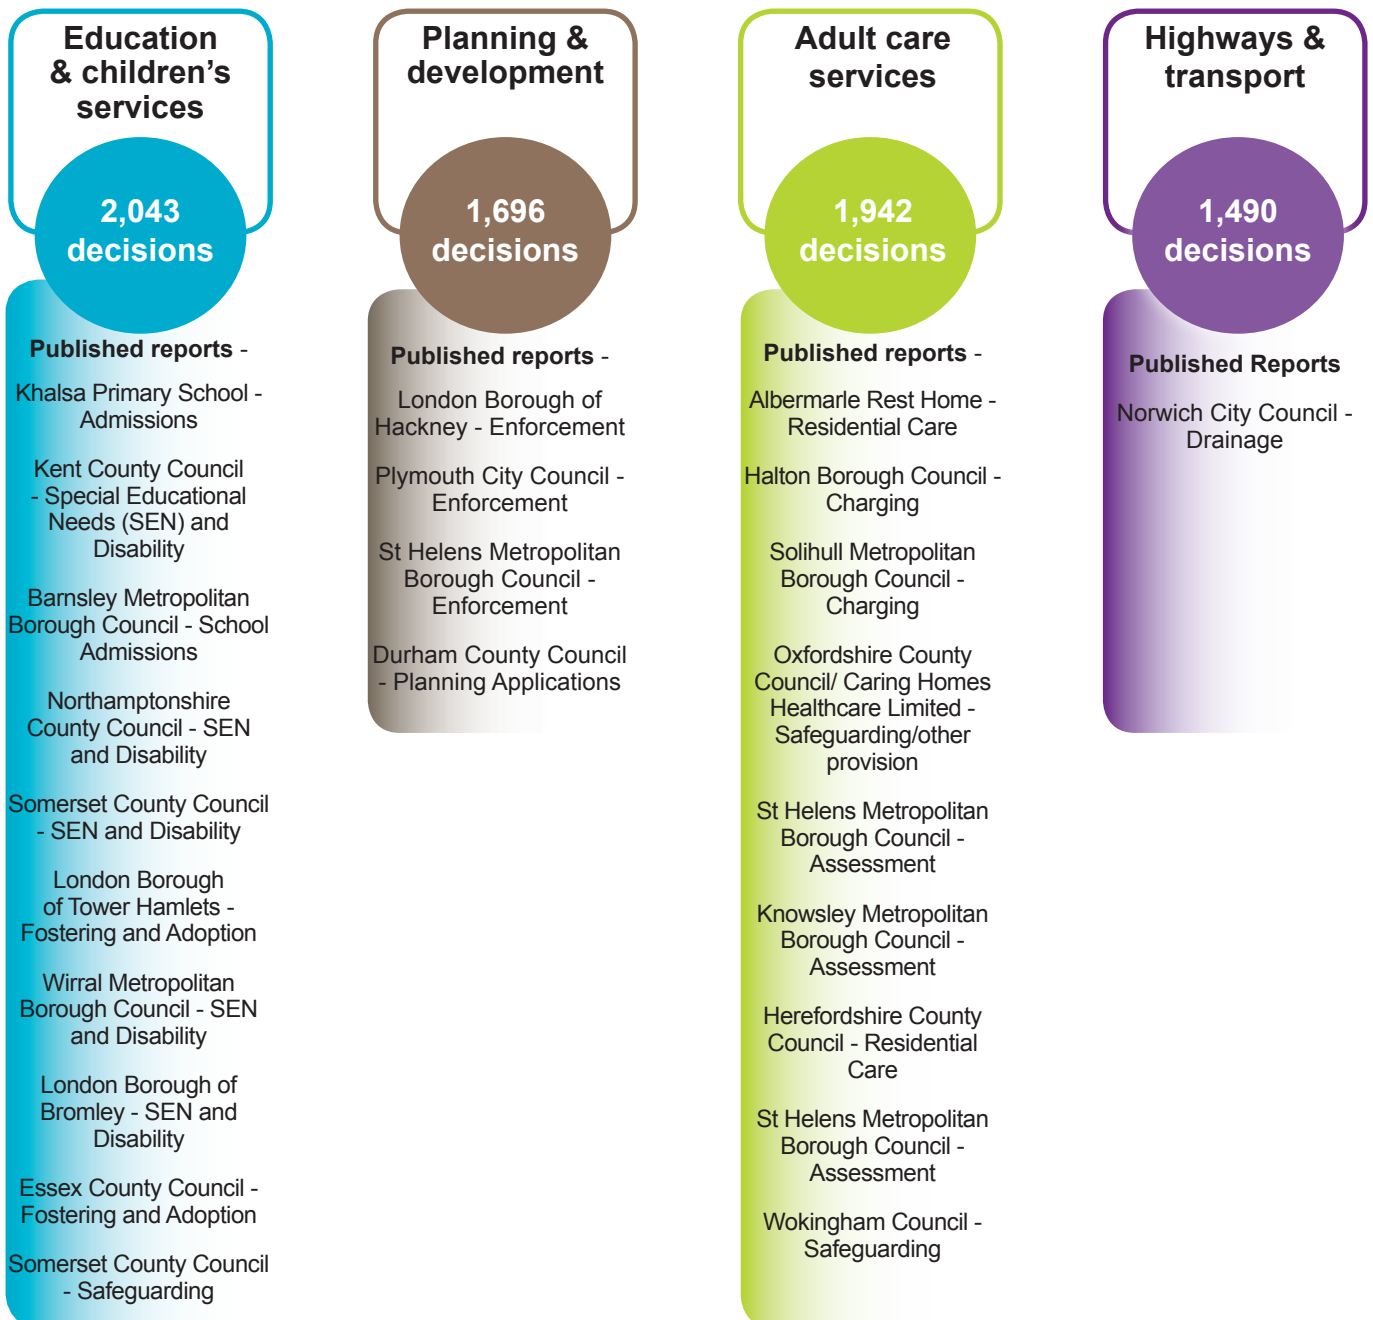 Education
& children’s
services
2,043
decisions
Published reports -
Khalsa Primary School -
Admissions
Kent County Council
- Special Educational
Needs (SEN) and
Disability
Barnsley Metropolitan
Borough Council - School
Admissions
Northamptonshire
County Council - SEN
and Disability
Somerset County Council
- SEN and Disability
London Borough
of Tower Hamlets -
Fostering and Adoption
Wirral Metropolitan
Borough Council - SEN
and Disability
London Borough of
Bromley - SEN and
Disability
Essex County Council -
Fostering and Adoption
Somerset County Council
- Safeguarding
Planning &
development
1,696
decisions
Published reports -
London Borough of
Hackney - Enforcement
Plymouth City Council -
Enforcement
St Helens Metropolitan
Borough Council -
Enforcement
Durham County Council
- Planning Applications
Adult care
services
1,942
decisions
Published reports -
Albermarle Rest Home -
Residential Care
Halton Borough Council -
Charging
Solihull Metropolitan
Borough Council -
Charging
Oxfordshire County
Council/ Caring Homes
Healthcare Limited -
Safeguarding/other
provision
St Helens Metropolitan
Borough Council -
Assessment
Knowsley Metropolitan
Borough Council -
Assessment
Herefordshire County
Council - Residential
Care
St Helens Metropolitan
Borough Council -
Assessment
Wokingham Council -
Safeguarding
Highways &
transport
1,490
decisions
Published Reports
Norwich City Council -
Drainage